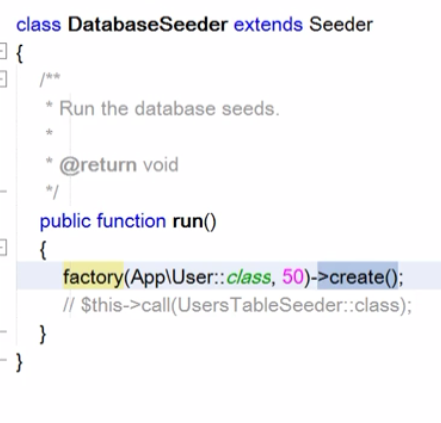 class DatabaseSeeder extends Seeder
{
/**
* Run the database seeds.
*
* @return void
*/
public function run()
{
factory(App\User::class, 50)->create();
// $this->call(UsersTableSeeder::class);
}
}